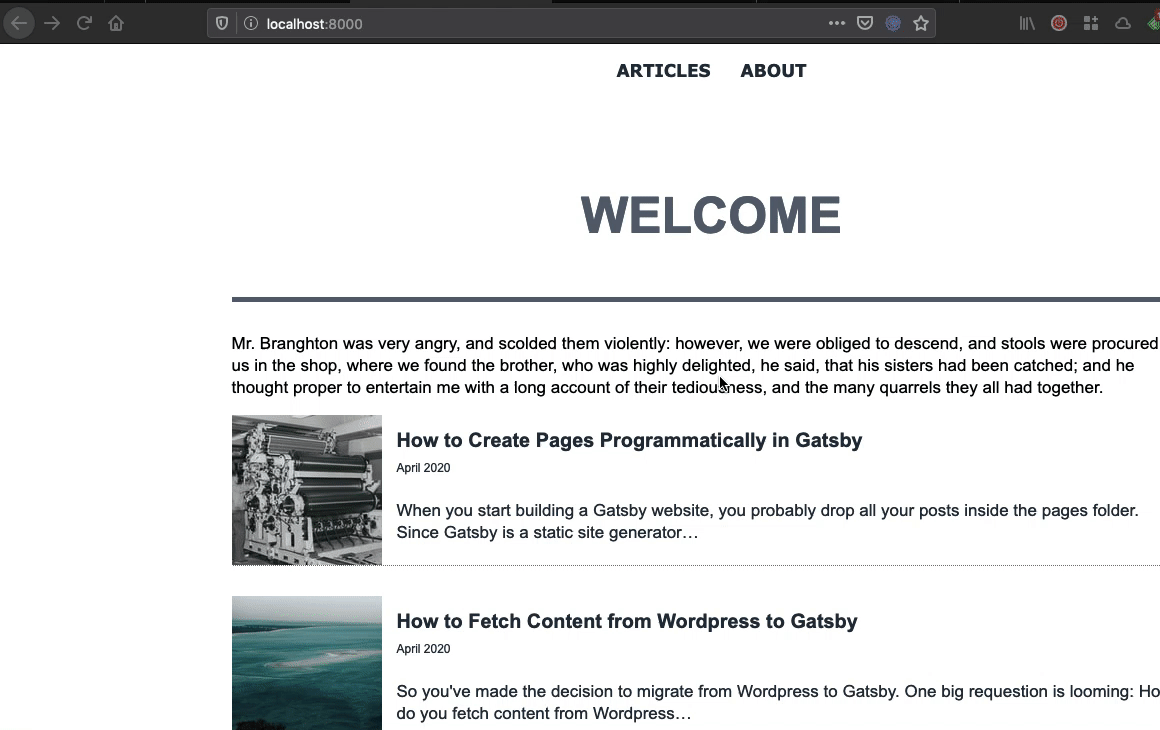 localhost:8000
ARTICLES ABOUT
WELCOME
Mr. Branghton was very angry, and scolded them violently: however, we were obliged to descend, and stools were procured
us in the shop, where we found the brother, who was highly delighted, he said, that his sisters had been catched; and he
thought proper to entertain me with a long account of their tediousness, and the many quarrels they all had together.
How to Create Pages Programmatically in Gatsby
April 2020
When you start building a Gatsby website, you probably drop all your posts inside the pages folder.
Since Gatsby is a static site generator…
How to Fetch Content from Wordpress to Gatsby
April 2020
So you've made the decision to migrate from Wordpress to Gatsby. One big requestion is looming: Ho
do you fetch content from Wordpress…